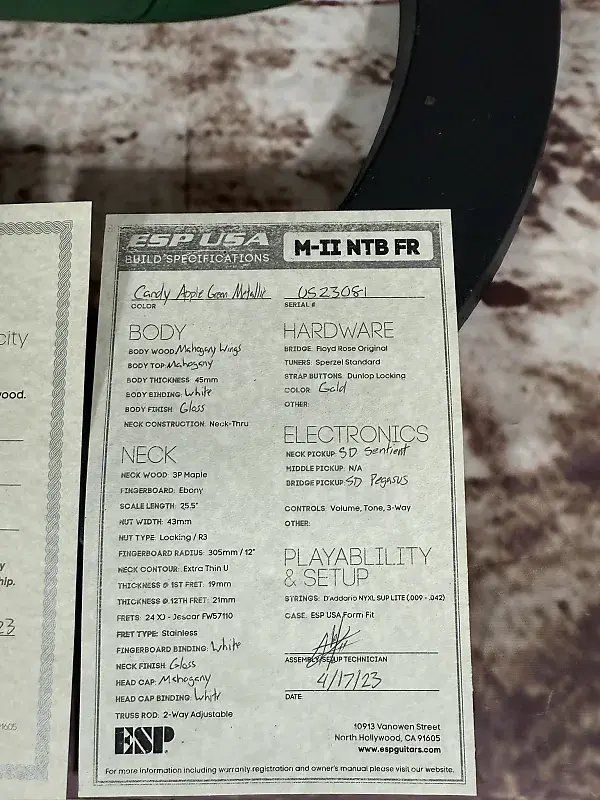 ESP USA
BUILD SPECIFICATIONS
M-II NTB FR
Candy Apple Green Metallic
COLOR
US23081
SERIAL #
BODY
BODY WOOD: Mahogany Wings
BODY TOP: Mahogany
BODY THICKNESS: 45mm
BODY BINDING: White
BODY FINISH: Gloss
NECK CONSTRUCTION: Neck-Thru
NECK
NECK WOOD: 3P Maple
FINGERBOARD: Ebony
SCALE LENGTH: 25.5"
NUT WIDTH: 43mm
NUT TYPE: Locking / R3
FINGERBOARD RADIUS: 305mm / 12"
NECK CONTOUR: Extra Thin U
THICKNESS @ 1ST FRET: 19mm
THICKNESS @ 12TH FRET: 21mm
FRETS: 24 XJ - Jescar FW57110
FRET TYPE: Stainless
FINGERBOARD BINDING: White
NECK FINISH: Gloss
HEAD CAP: Mahogany
HEAD CAP BINDING: White
TRUSS ROD: 2-Way Adjustable
ESP
HARDWARE
BRIDGE: Floyd Rose Original
TUNERS: Sperzel Standard
STRAP BUTTONS: Dunlop Locking
COLOR: Gold
OTHER:
ELECTRONICS
NECK PICKUP: SD Sentient
MIDDLE PICKUP: N/A
BRIDGE PICKUP: SD Pegasus
CONTROLS: Volume, Tone, 3-Way
OTHER:
PLAYABLILITY
& SETUP
STRINGS: D'addario NYXL SUP LITE (.009 - .042)
CASE: ESP USA Form Fit
ASSEMBLY/SETUP TECHNICIAN
4/17/23
DATE:
10913 Vanowen Street
North Hollywood, CA 91605
www.espguitars.com
For more information including warranty registration and owner's manual please visit our website.
city
wood.
y
ship.
23
91605